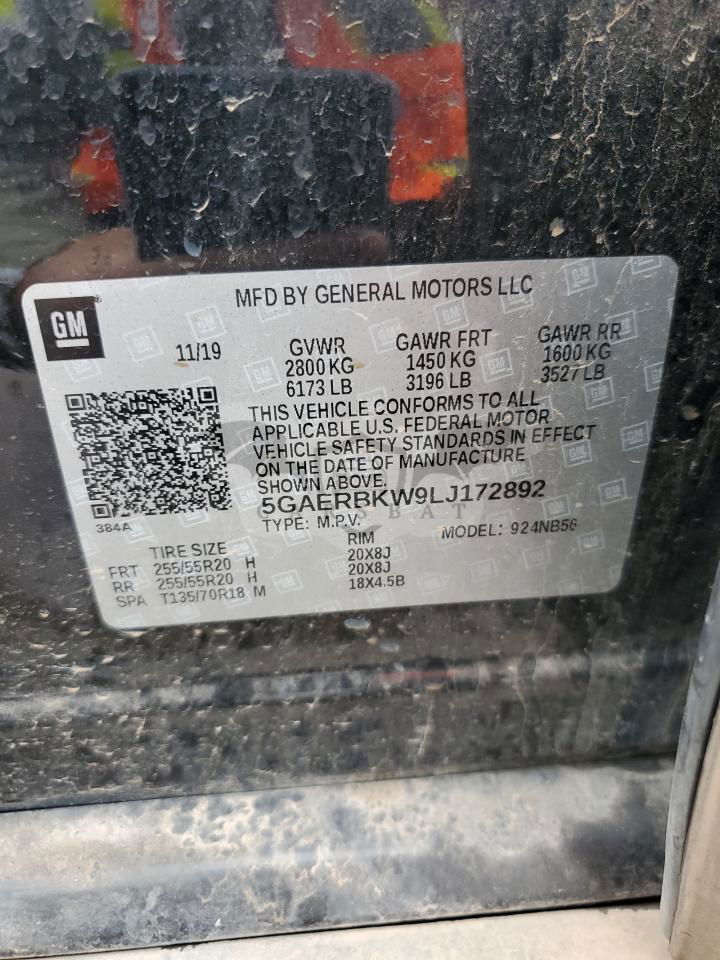 MFD BY GENERAL MOTORS LLC
GM
11/19
GVWR
2800 KG
6173 LB
GAWR FRT
1450 KG
3196 LB
GAWR RR
1600 KG
3527 LB
THIS VEHICLE CONFORMS TO ALL
APPLICABLE U.S. FEDERAL MOTOR
VEHICLE SAFETY STANDARDS IN EFFECT
ON THE DATE OF MANUFACTURE
SHOWN ABOVE.
5GAERBKW9LJ172892
384A
TYPE: M.P.V.
MODEL: 924NB56
TIRE SIZE RIM
FRT 255/55R20 H 20X8J
RR 255/55R20 H 20X8J
SPA T135/70R18 M 18X4.5B